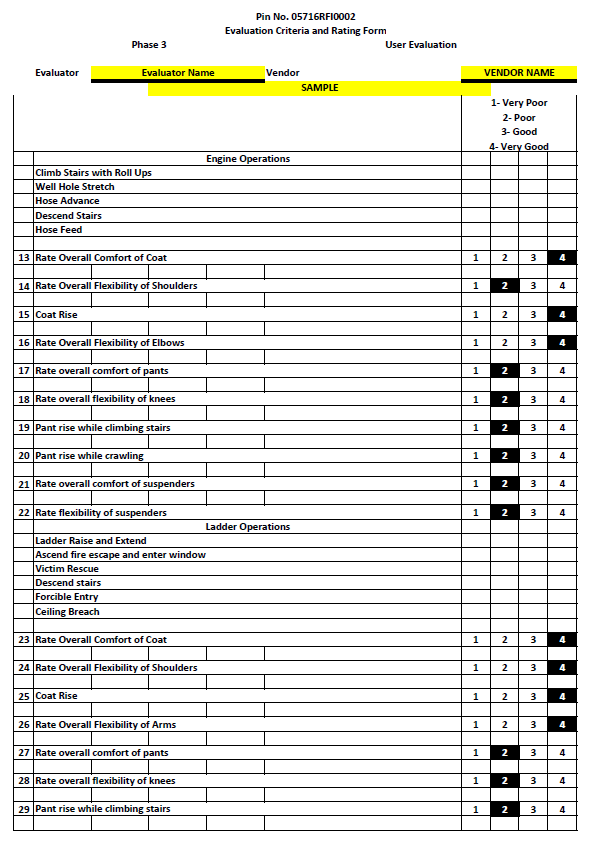 Pin No. 05716RFI0002
Evaluation Criteria and Rating Form
Phase 3 User Evaluation
Evaluator Evaluator Name Vendor VENDOR NAME
SAMPLE
1- Very Poor
2- Poor
3- Good
4- Very Good
Engine Operations
Climb Stairs with Roll Ups
Well Hole Stretch
Hose Advance
Descend Stairs
Hose Feed
13 Rate Overall Comfort of Coat 1 2 3 4
14 Rate Overall Flexibility of Shoulders 1 2 3 4
15 Coat Rise 1 2 3 4
16 Rate Overall Flexibility of Elbows 1 2 3 4
17 Rate overall comfort of pants 1 2 3 4
18 Rate overall flexibility of knees 1 2 3 4
19 Pant rise while climbing stairs 1 2 3 4
20 Pant rise while crawling 1 2 3 4
21 Rate overall comfort of suspenders 1 2 3 4
22 Rate flexibility of suspenders 1 2 3 4
Ladder Operations
Ladder Raise and Extend
Ascend fire escape and enter window
Victim Rescue
Descend stairs
Forcible Entry
Ceiling Breach
23 Rate Overall Comfort of Coat 1 2 3 4
24 Rate Overall Flexibility of Shoulders 1 2 3 4
25 Coat Rise 1 2 3 4
26 Rate Overall Flexibility of Arms 1 2 3 4
27 Rate overall comfort of pants 1 2 3 4
28 Rate overall flexibility of knees 1 2 3 4
29 Pant rise while climbing stairs 1 2 3 4